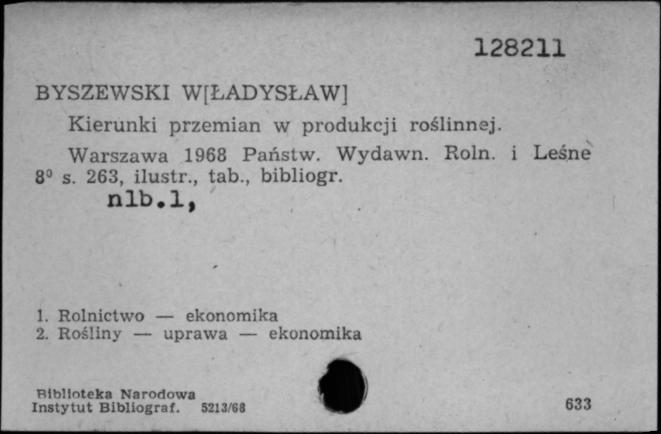 128211
BYSZEWSKI W[ŁADYSŁAW]
Kierunki przemian w produkcji roślinnej.
Warszawa 1968 Państw. Wydawn. Roln. i Leśne
8⁰ s. 263, ilustr., tab., bibliogr.
nlb.1,
1. Rolnictwo — ekonomika
2. Rośliny — uprawa — ekonomika
Biblioteka Narodowa
Instytut Bibliograf. 5213/68 633